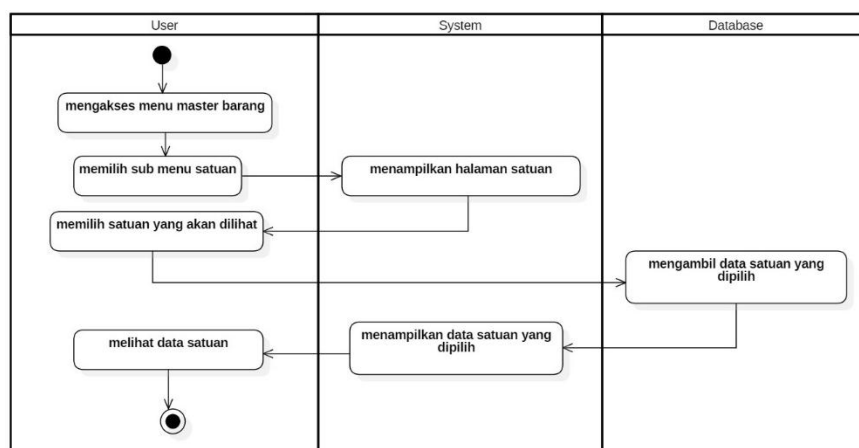 User
System
Database
mengakses menu master barang
memilih sub menu satuan
menampilkan halaman satuan
memilih satuan yang akan dilihat
mengambil data satuan yang
dipilih
menampilkan data satuan yang
dipilih
melihat data satuan